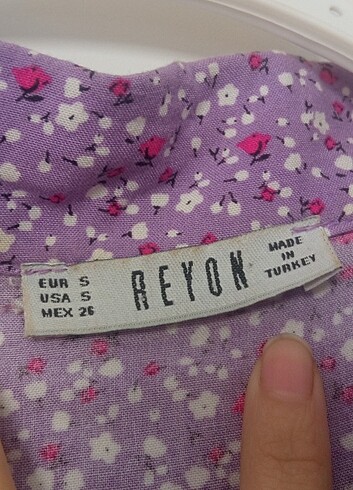 EUR S
USA S
MEX 26
REYON
MADE
IN
TURKEY